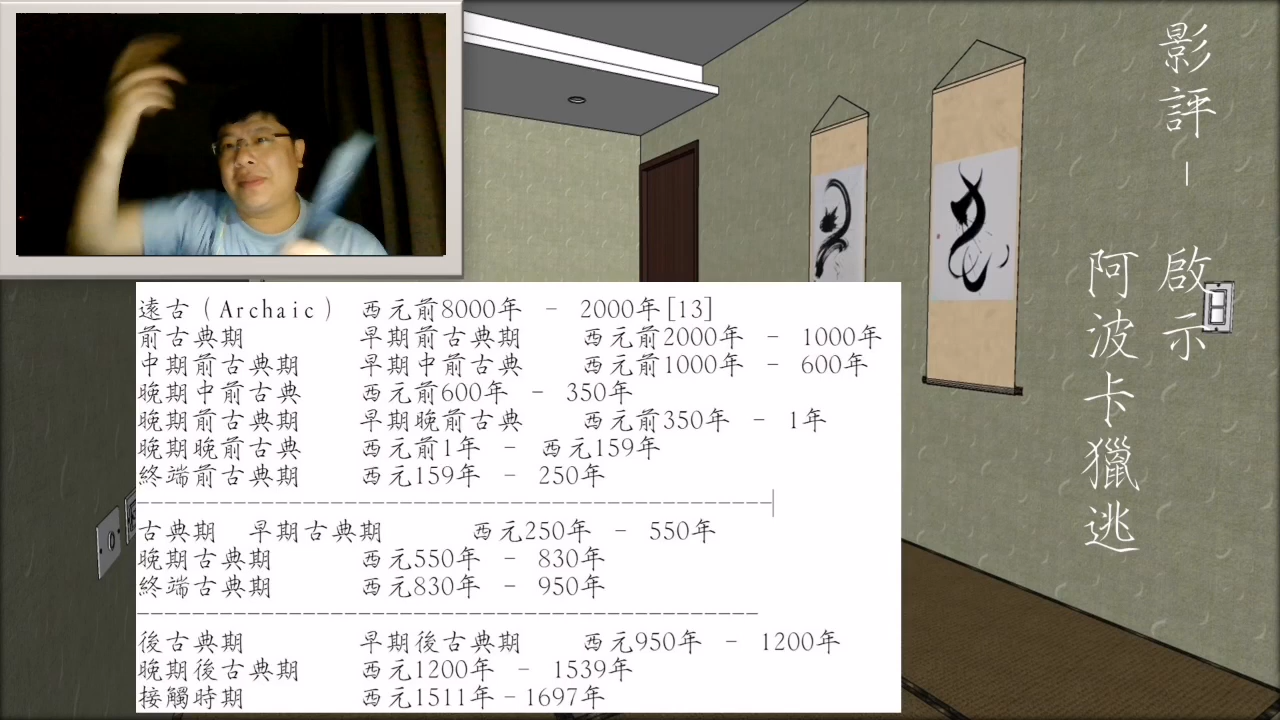 影評－ 啟示
阿波卡獵逃
遠古（Archaic） 西元前8000年 － 2000年[13]
前古典期 早期前古典期 西元前2000年 － 1000年
中期前古典期 早期中前古典 西元前1000年 － 600年
晚期中前古典 西元前600年 － 350年
晚期前古典期 早期晚前古典 西元前350年 － 1年
晚期晚前古典 西元前1年 － 西元159年
終端前古典期 西元159年 － 250年
古典期 早期古典期 西元250年 － 550年
晚期古典期 西元550年 － 830年
終端古典期 西元830年 － 950年
後古典期 早期後古典期 西元950年 － 1200年
晚期後古典期 西元1200年 － 1539年
接觸時期 西元1511年－1697年